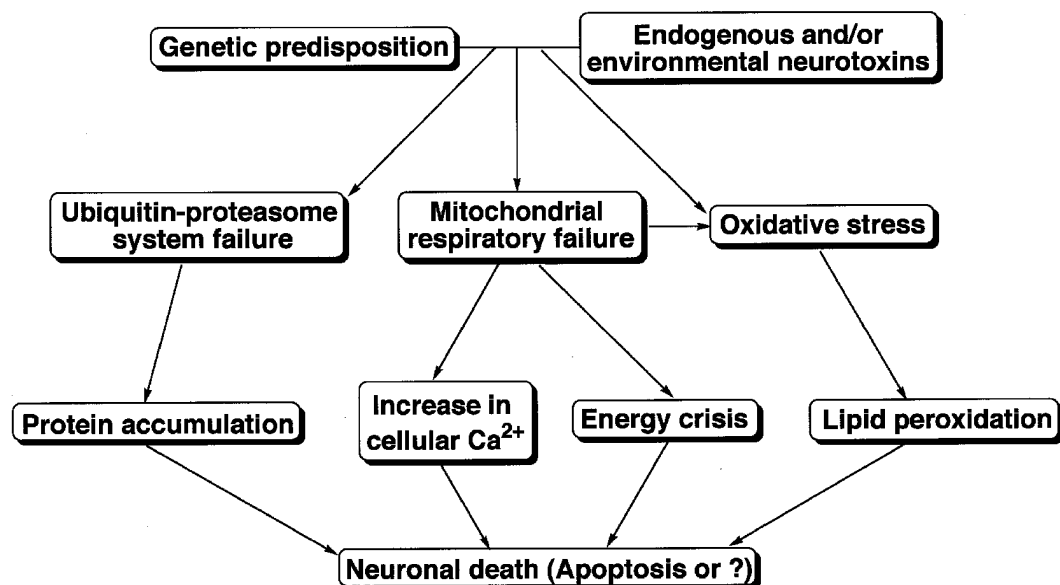 Genetic predisposition
Endogenous and/or
environmental neurotoxins
Ubiquitin-proteasome
system failure
Mitochondrial
respiratory failure
Oxidative stress
Protein accumulation
Increase in
cellular Ca²⁺
Energy crisis
Lipid peroxidation
Neuronal death (Apoptosis or ?)